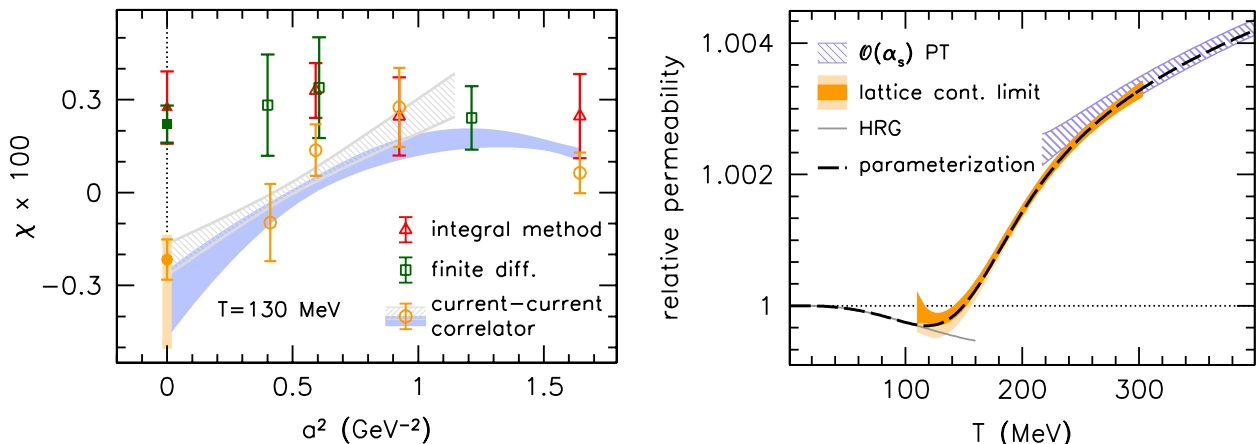 0.3
0
−0.3
χ × 100
integral method
finite diff.
current−current
correlator
T=130 MeV
0
0.5
1
1.5
a² (GeV⁻²)
1.004
1.002
1
relative permeability
𝒪(αₛ) PT
lattice cont. limit
HRG
parameterization
100
200
300
T (MeV)